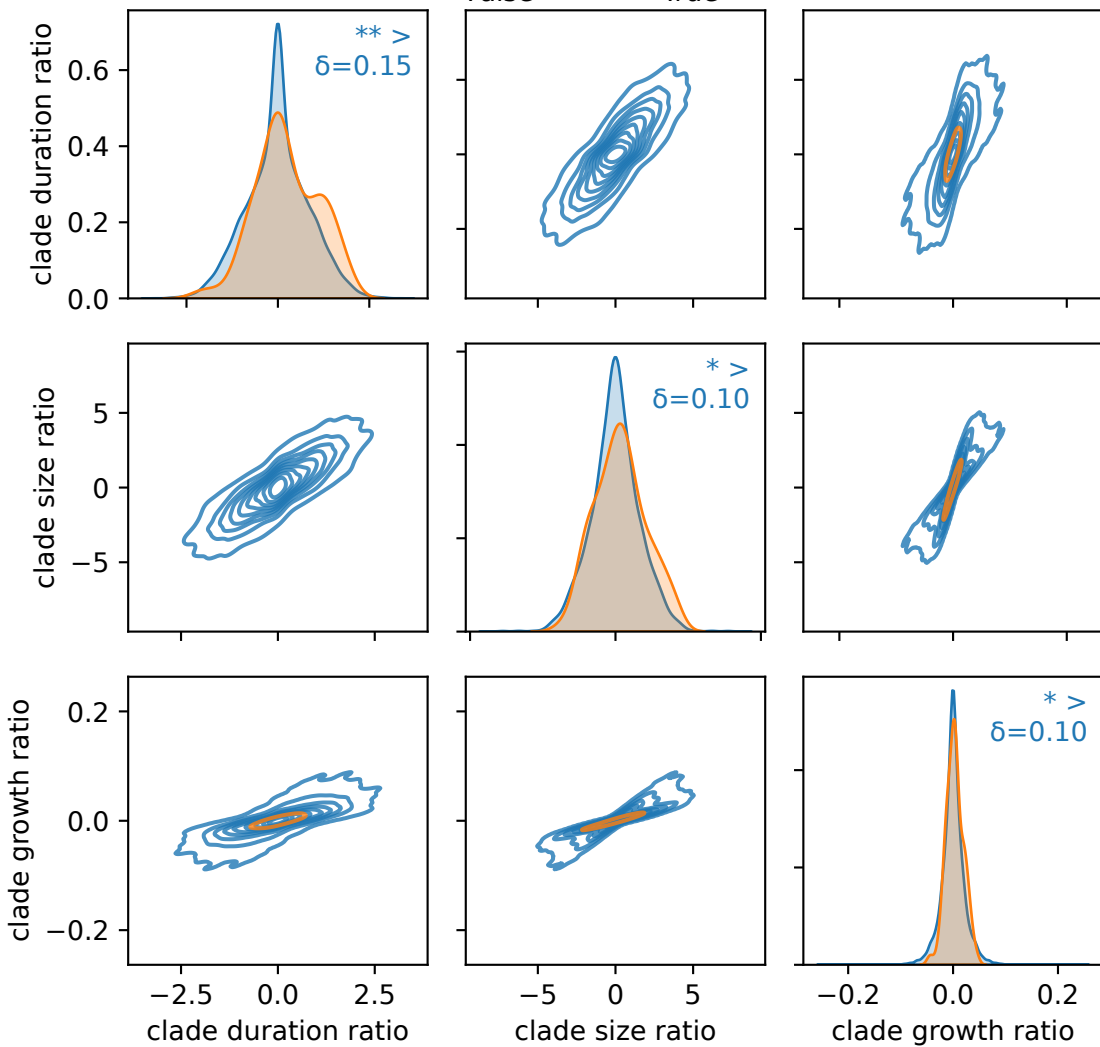 clade duration ratio
0.6
0.4
0.2
0.0
** >
δ=0.15
clade size ratio
5
0
−5
* >
δ=0.10
clade growth ratio
0.2
0.0
−0.2
* >
δ=0.10
−2.5 0.0 2.5
−5 0 5
−0.2 0.0 0.2
clade duration ratio
clade size ratio
clade growth ratio